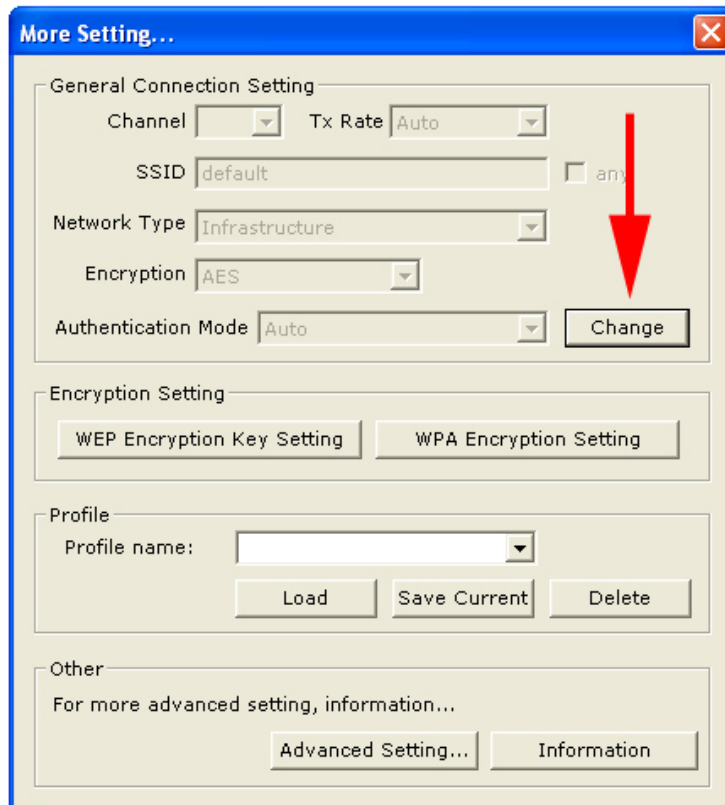 More Setting...
General Connection Setting
Channel Tx Rate Auto
SSID default any
Network Type Infrastructure
Encryption AES
Authentication Mode Auto Change
Encryption Setting
WEP Encryption Key Setting WPA Encryption Setting
Profile
Profile name:
Load Save Current Delete
Other
For more advanced setting, information...
Advanced Setting... Information